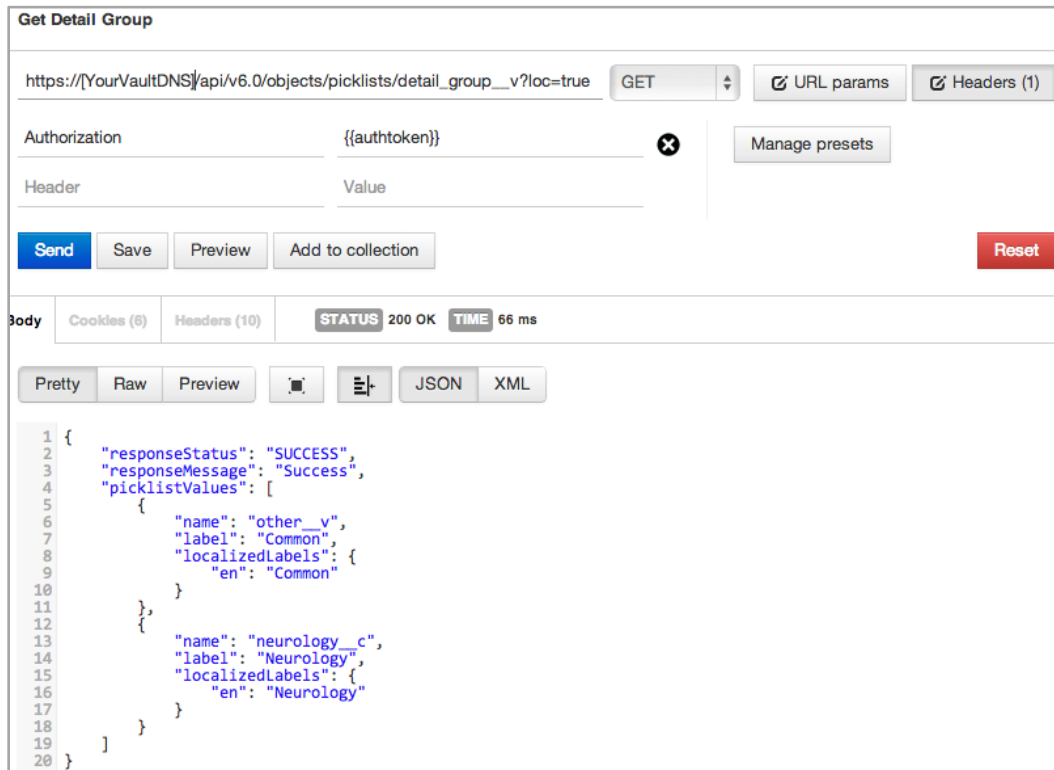 Get Detail Group
https://[YourVaultDNS]/api/v6.0/objects/picklists/detail_group__v?loc=true GET URL params Headers (1)
Authorization {{authtoken}} Manage presets
Header Value
Send Save Preview Add to collection Reset
Body Cookies (6) Headers (10) STATUS 200 OK TIME 66 ms
Pretty Raw Preview JSON XML
1 {
2 "responseStatus": "SUCCESS",
3 "responseMessage": "Success",
4 "picklistValues": [
5 {
6 "name": "other__v",
7 "label": "Common",
8 "localizedLabels": {
9 "en": "Common"
10 }
11 },
12 {
13 "name": "neurology__c",
14 "label": "Neurology",
15 "localizedLabels": {
16 "en": "Neurology"
17 }
18 }
19 ]
20 }